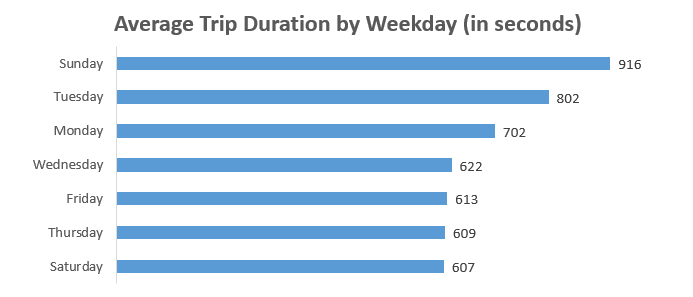 Average Trip Duration by Weekday (in seconds)
Sunday 916
Tuesday 802
Monday 702
Wednesday 622
Friday 613
Thursday 609
Saturday 607